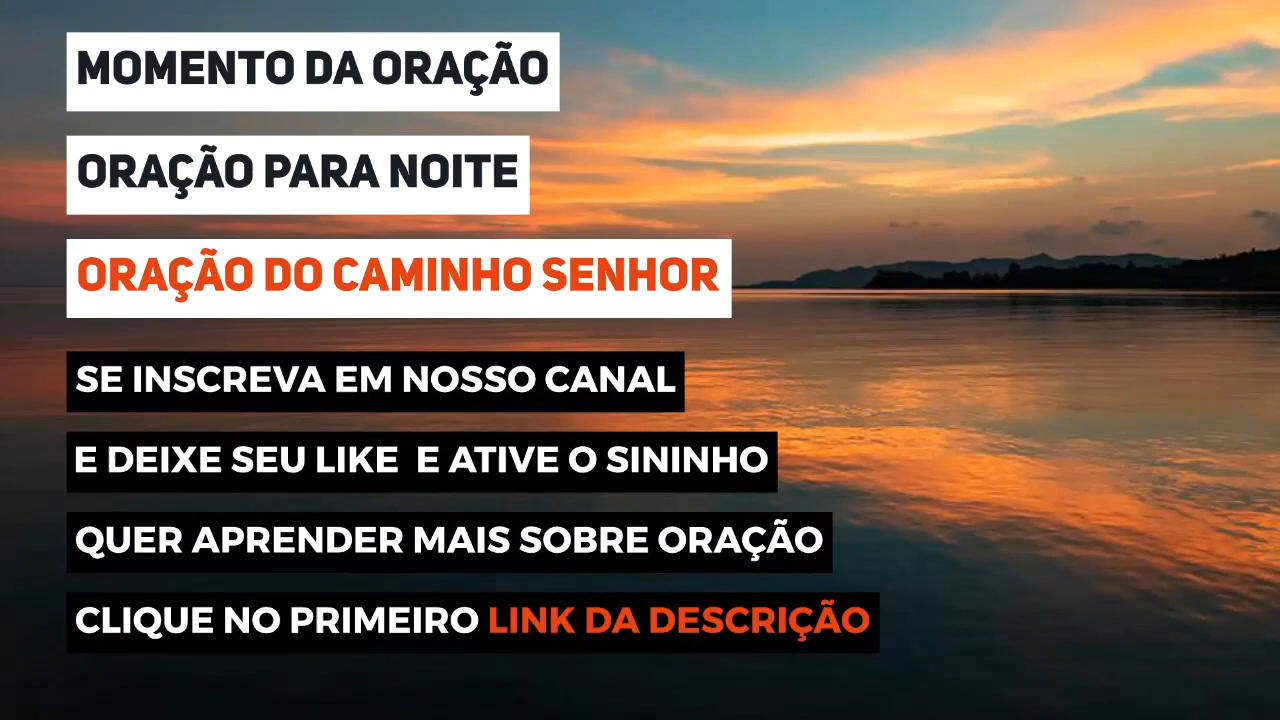 MOMENTO DA ORAÇÃO
ORAÇÃO PARA NOITE
ORAÇÃO DO CAMINHO SENHOR
SE INSCREVA EM NOSSO CANAL
E DEIXE SEU LIKE E ATIVE O SININHO
QUER APRENDER MAIS SOBRE ORAÇÃO
CLIQUE NO PRIMEIRO LINK DA DESCRIÇÃO